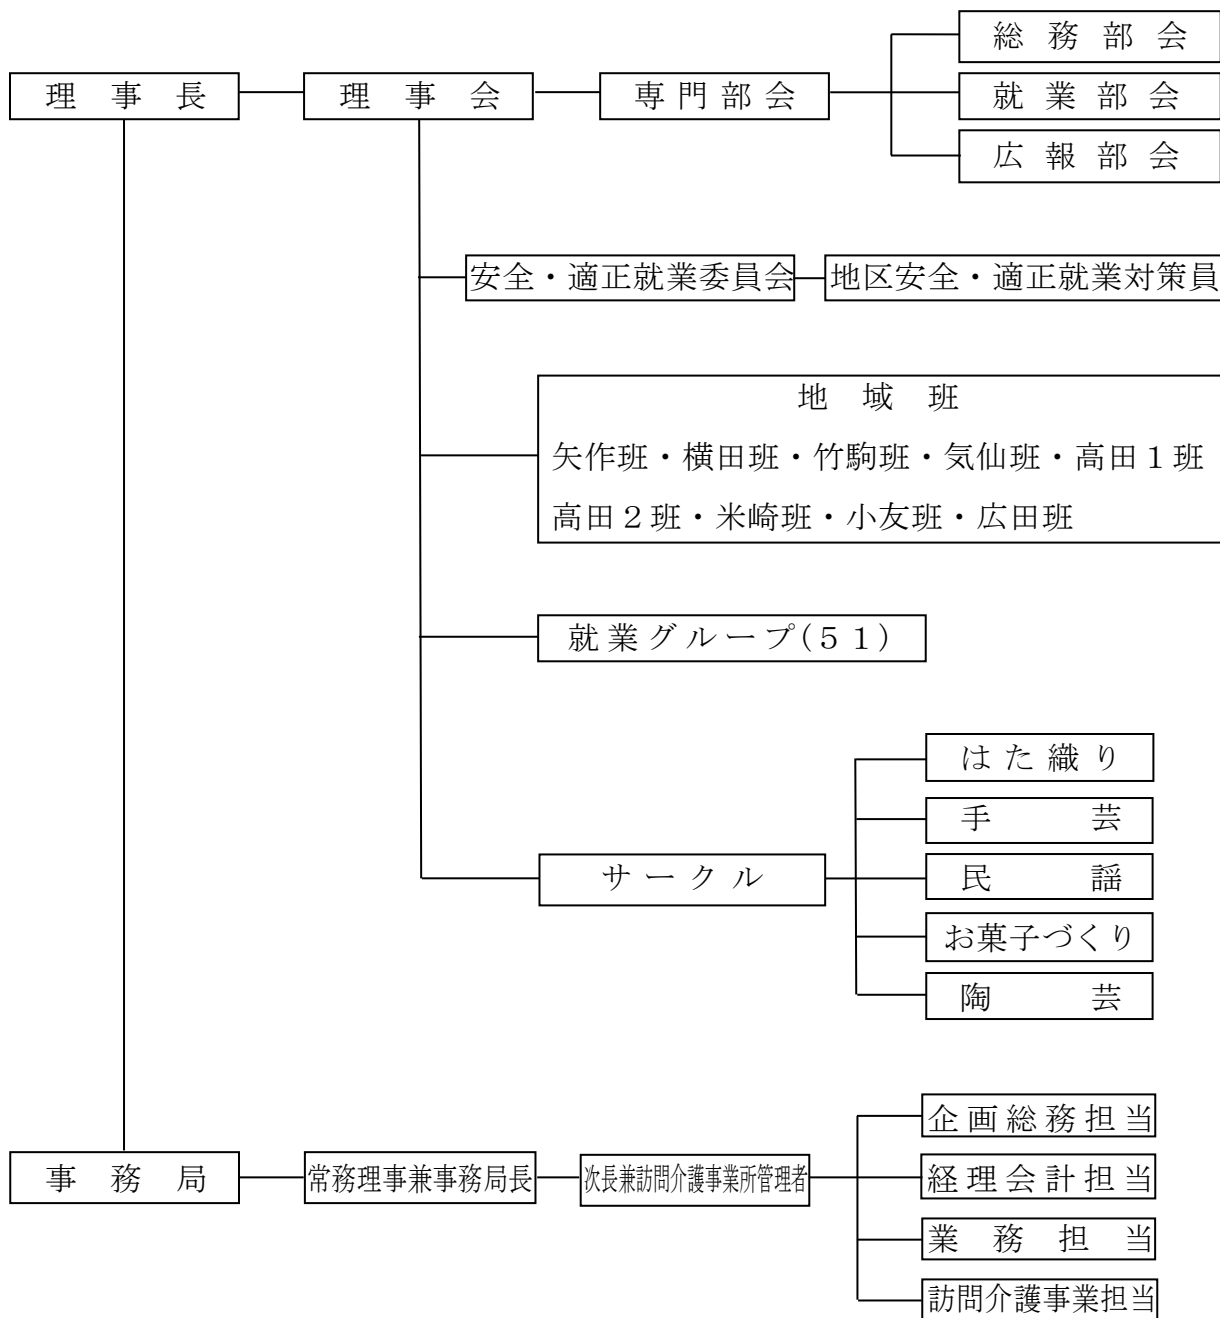 総務部会
理事長
理事会
専門部会
就業部会
広報部会
安全・適正就業委員会
地区安全・適正就業対策員
地域班
矢作班・横田班・竹駒班・気仙班・高田１班
高田２班・米崎班・小友班・広田班
就業グループ(５１)
はた織り
手芸
サークル
民謡
お菓子づくり
陶芸
企画総務担当
事務局
常務理事兼事務局長
次長兼訪問介護事業所管理者
経理会計担当
業務担当
訪問介護事業担当